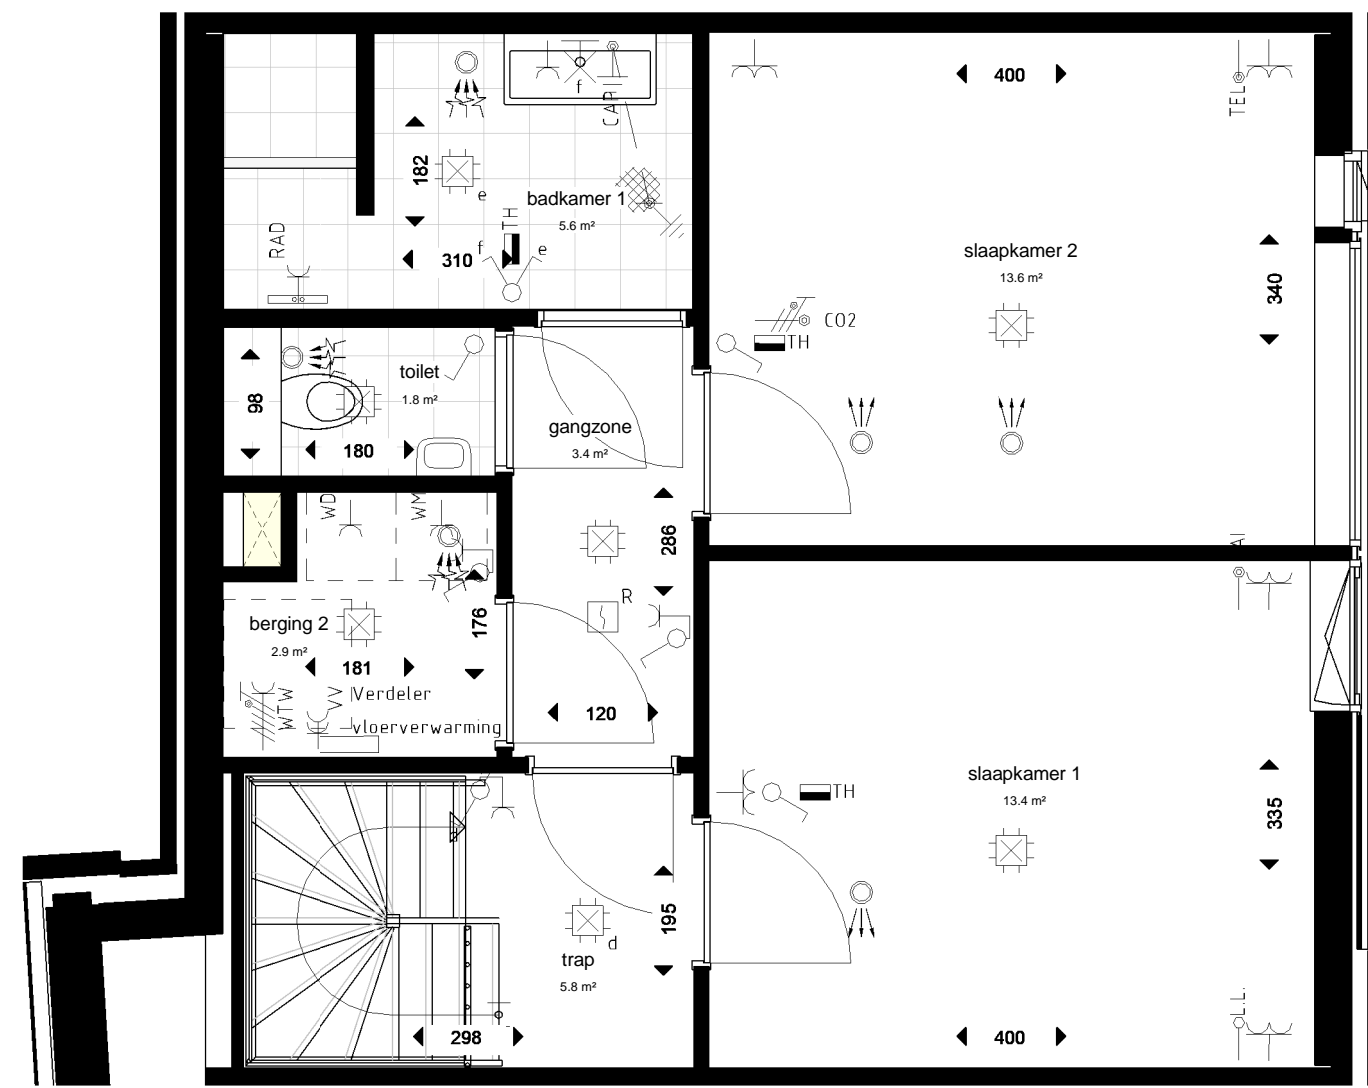 400
TEL
f
CAP
182
e
badkamer 1
5.6 m²
RAD
TH
f
e
310
slaapkamer 2
13.6 m²
340
CO2
TH
toilet
1.8 m²
98
180
gangzone
3.4 m²
WD
WM
286
R
berging 2
2.9 m²
176
181
WTW
Verdeler
vloerverwarming
120
slaapkamer 1
13.4 m²
TH
335
195
d
trap
5.8 m²
298
400